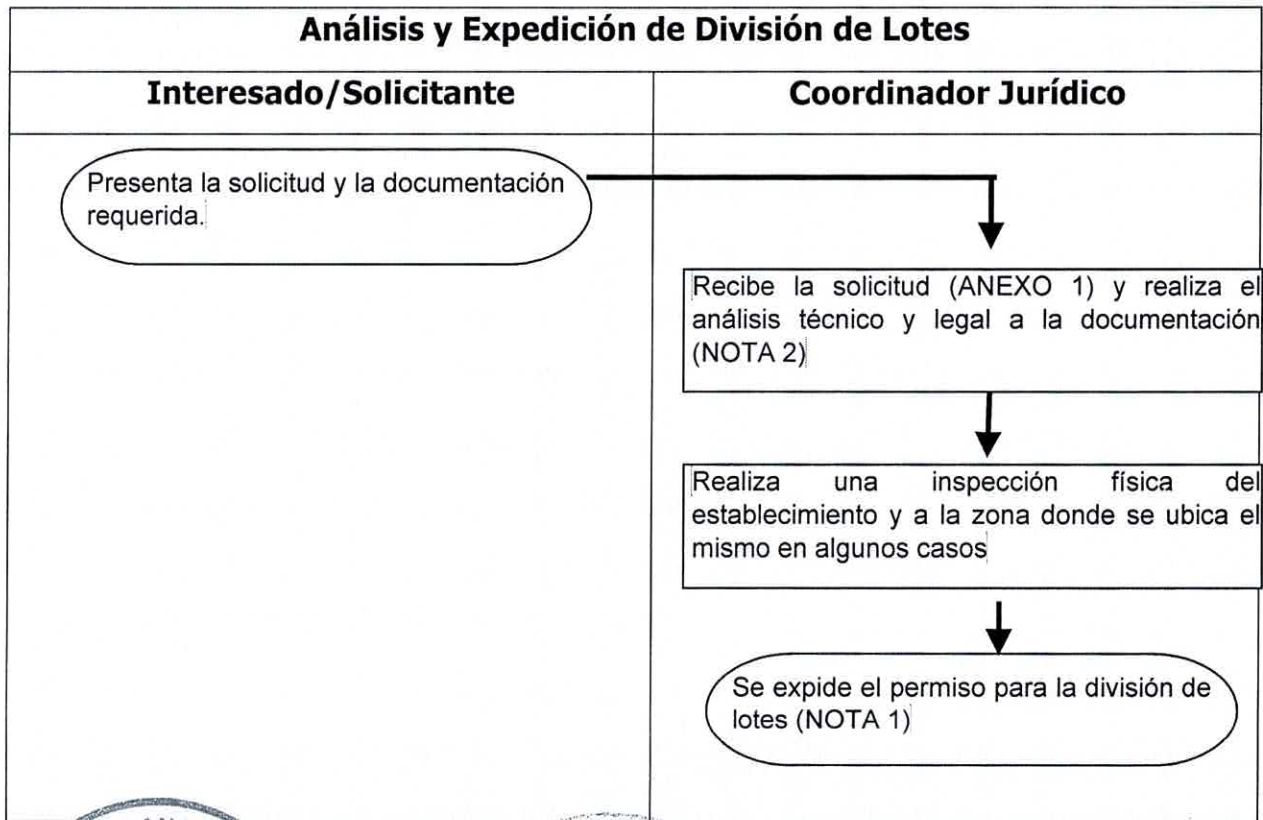 Análisis y Expedición de División de Lotes
Interesado/Solicitante
Coordinador Jurídico
Presenta la solicitud y la documentación
requerida.
Recibe la solicitud (ANEXO 1) y realiza el
análisis técnico y legal a la documentación
(NOTA 2)
Realiza una inspección física del
establecimiento y a la zona donde se ubica el
mismo en algunos casos
Se expide el permiso para la división de
lotes (NOTA 1)